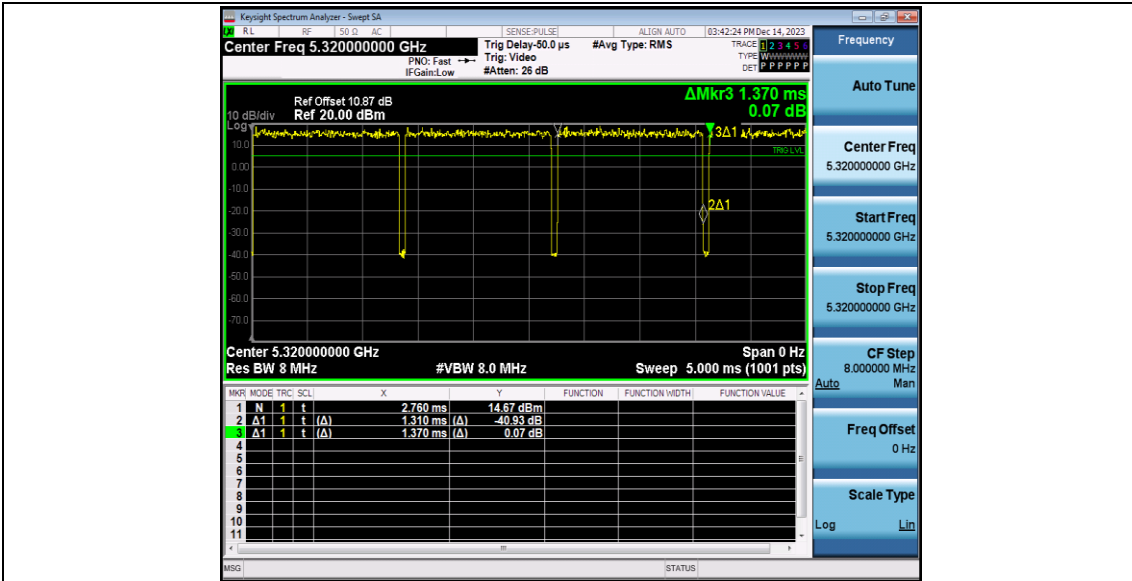 Keysight Spectrum Analyzer - Swept SA
RL RF 50 Ω AC SENSE:PULSE ALIGN AUTO 03:42:24 PM Dec 14, 2023
Center Freq 5.320000000 GHz
PNO: Fast
IFGain:Low
Trig Delay-50.0 µs
Trig: Video
#Atten: 26 dB
#Avg Type: RMS
TRACE 1 2 3 4 5 6
TYPE W
DET P P P P P P
ΔMkr3 1.370 ms
0.07 dB
Ref Offset 10.87 dB
10 dB/div Ref 20.00 dBm
Log
3Δ1
TRIG LVL
2Δ1
10.0
0.00
-10.0
-20.0
-30.0
-40.0
-50.0
-60.0
-70.0
Center 5.320000000 GHz Span 0 Hz
Res BW 8 MHz #VBW 8.0 MHz Sweep 5.000 ms (1001 pts)
MKR MODE TRC SCL X Y FUNCTION FUNCTION WIDTH FUNCTION VALUE
1 N 1 t 2.760 ms 14.67 dBm
2 Δ1 1 t (Δ) 1.310 ms (Δ) -40.93 dB
3 Δ1 1 t (Δ) 1.370 ms (Δ) 0.07 dB
4
5
6
7
8
9
10
11
MSG STATUS
Frequency
Auto Tune
Center Freq
5.320000000 GHz
Start Freq
5.320000000 GHz
Stop Freq
5.320000000 GHz
CF Step
8.000000 MHz
Auto Man
Freq Offset
0 Hz
Scale Type
Log Lin